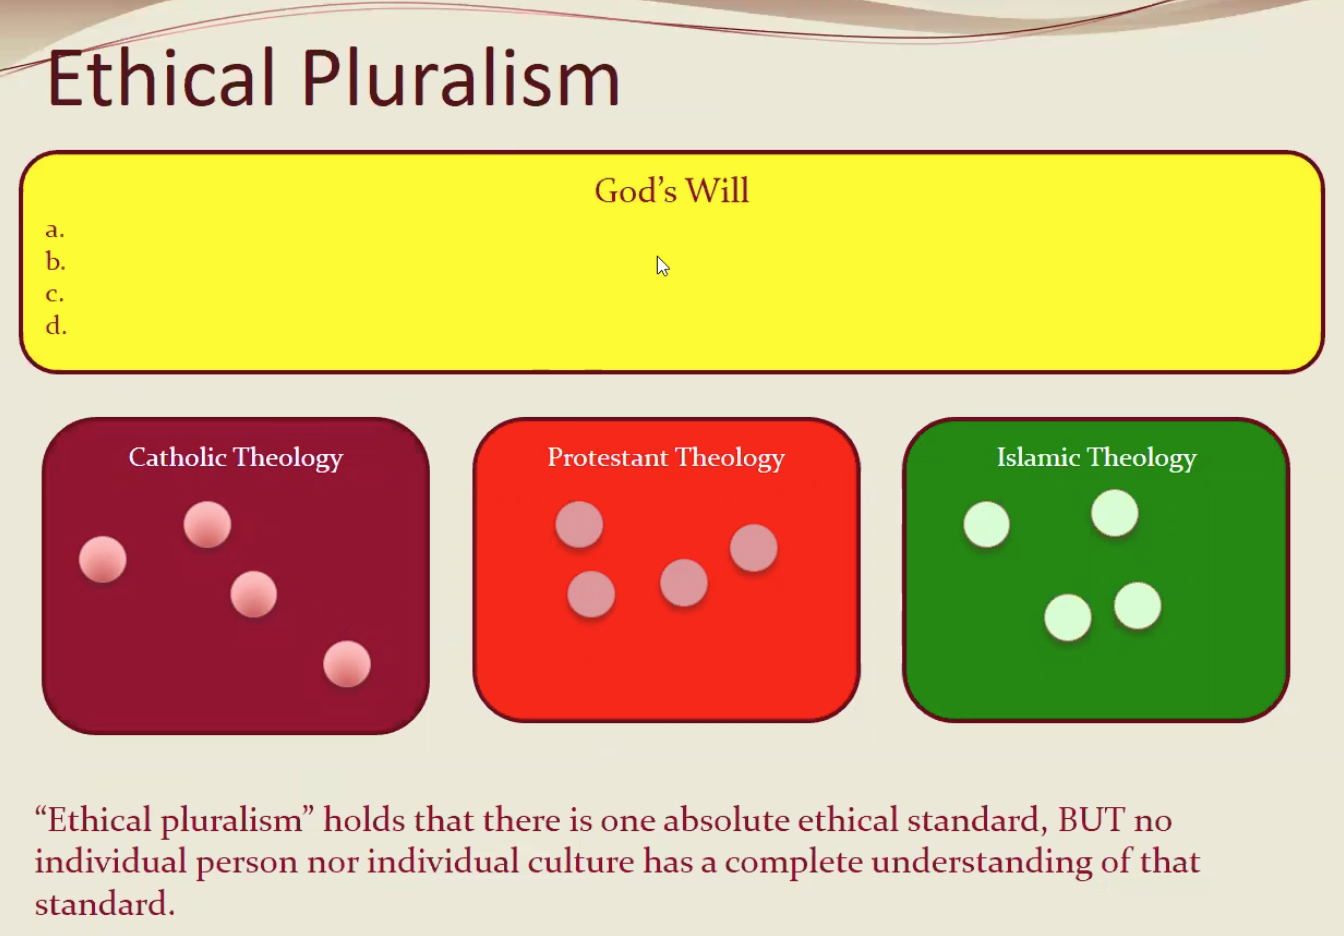 Ethical Pluralism
God’s Will
a.
b.
c.
d.
Catholic Theology
Protestant Theology
Islamic Theology
“Ethical pluralism” holds that there is one absolute ethical standard, BUT no
individual person nor individual culture has a complete understanding of that
standard.